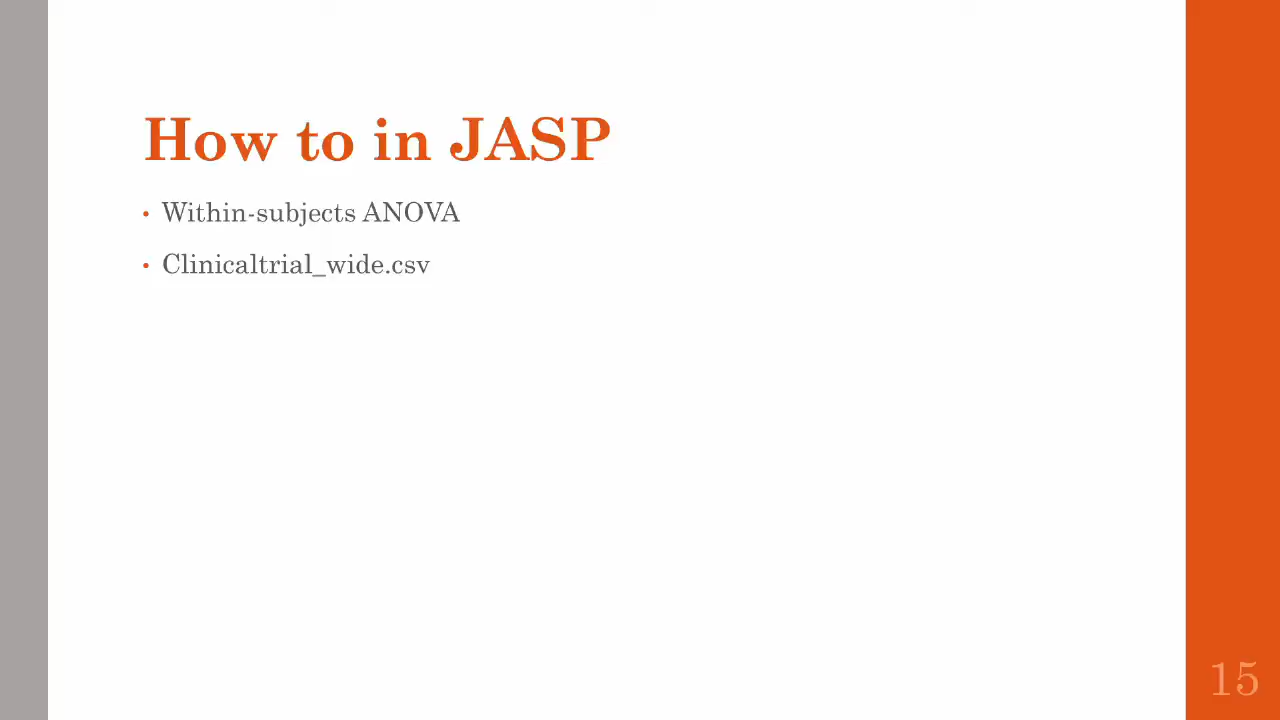 How to in JASP
• Within-subjects ANOVA
• Clinicaltrial_wide.csv
15